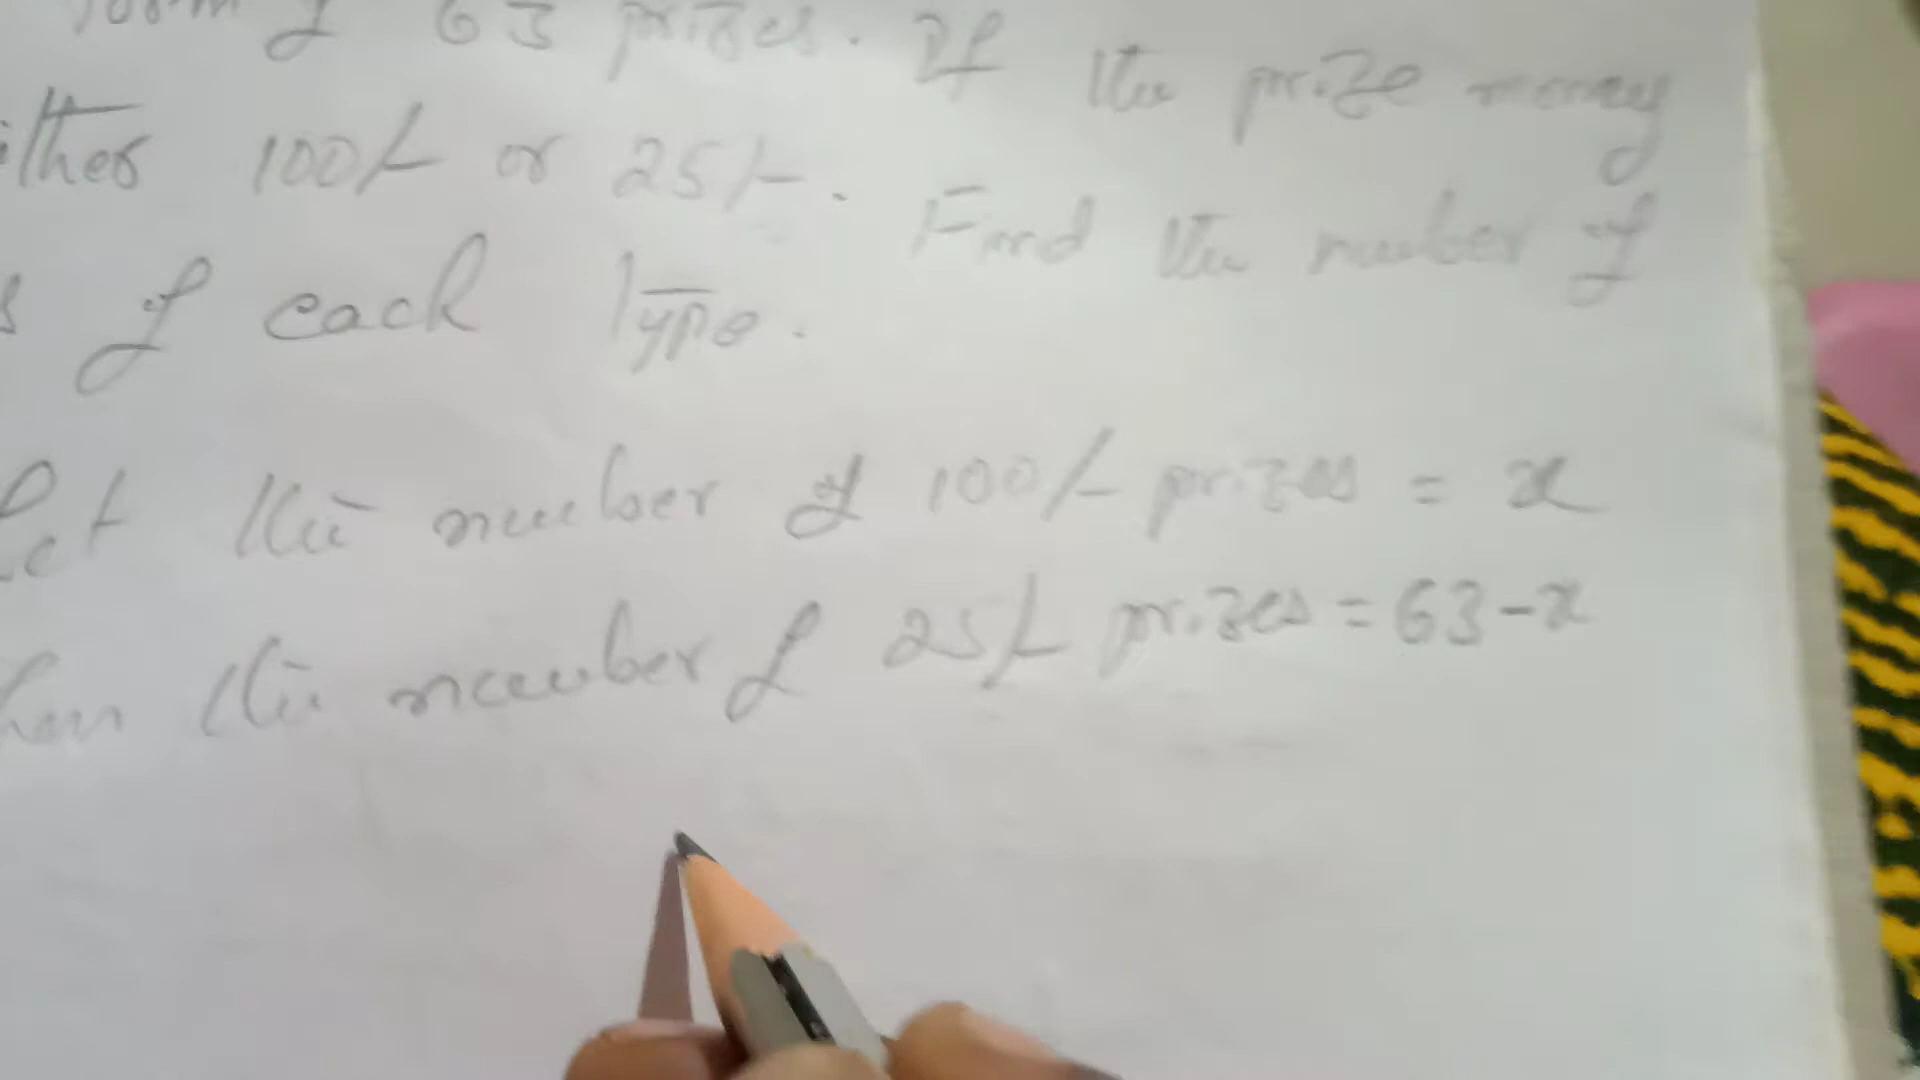 form of 63 prizes. If the prize money
either 100/- or 25/-. Find the number of
s of each Type.
Let the number of 100/- prizes = x
Then the number of 25/- prizes = 63-x